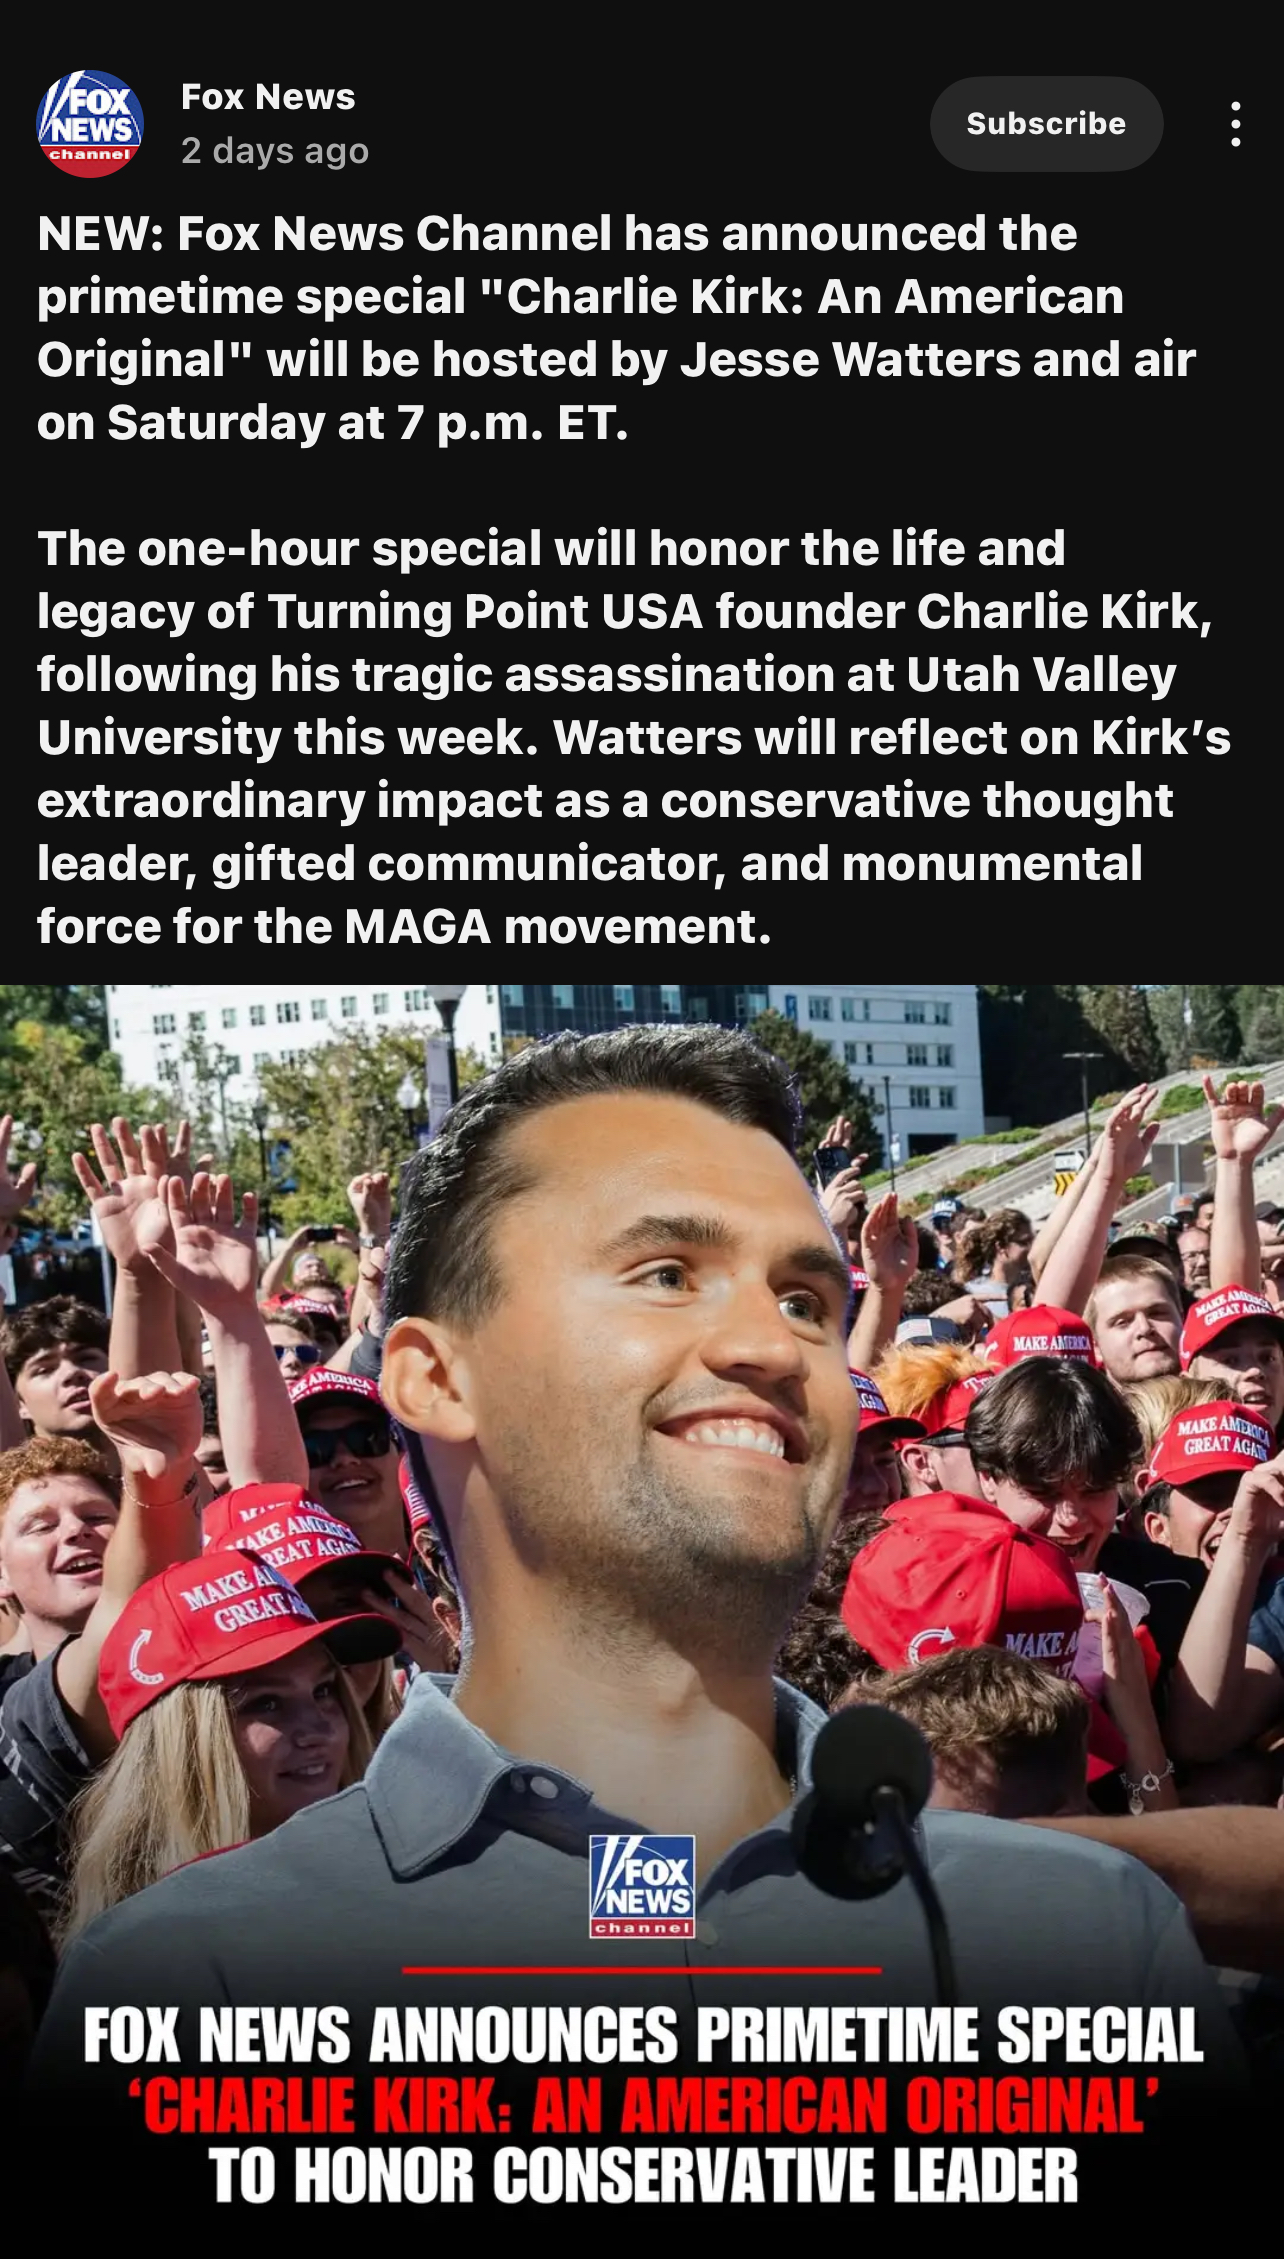 FOX
NEWS
channel
Fox News
2 days ago
Subscribe
NEW: Fox News Channel has announced the
primetime special "Charlie Kirk: An American
Original" will be hosted by Jesse Watters and air
on Saturday at 7 p.m. ET.
The one-hour special will honor the life and
legacy of Turning Point USA founder Charlie Kirk,
following his tragic assassination at Utah Valley
University this week. Watters will reflect on Kirk’s
extraordinary impact as a conservative thought
leader, gifted communicator, and monumental
force for the MAGA movement.
MAKE AMERICA
GREAT AGAIN
MAKE AMERICA
MAKE AMERICA
GREAT AGAIN
MAKE
GREAT
MAKE
FOX
NEWS
channel
FOX NEWS ANNOUNCES PRIMETIME SPECIAL
‘CHARLIE KIRK: AN AMERICAN ORIGINAL’
TO HONOR CONSERVATIVE LEADER